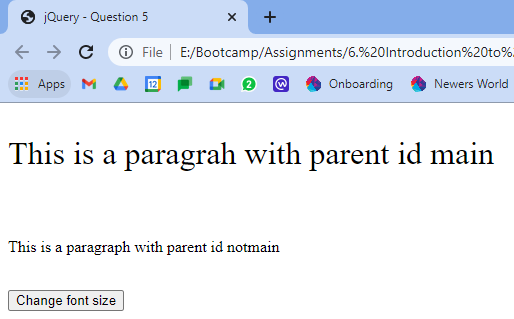 jQuery - Question 5
File E:/Bootcamp/Assignments/6.%20Introduction%20to%
Apps 12 2 Onboarding Newers World
This is a paragrah with parent id main
This is a paragraph with parent id notmain
Change font size